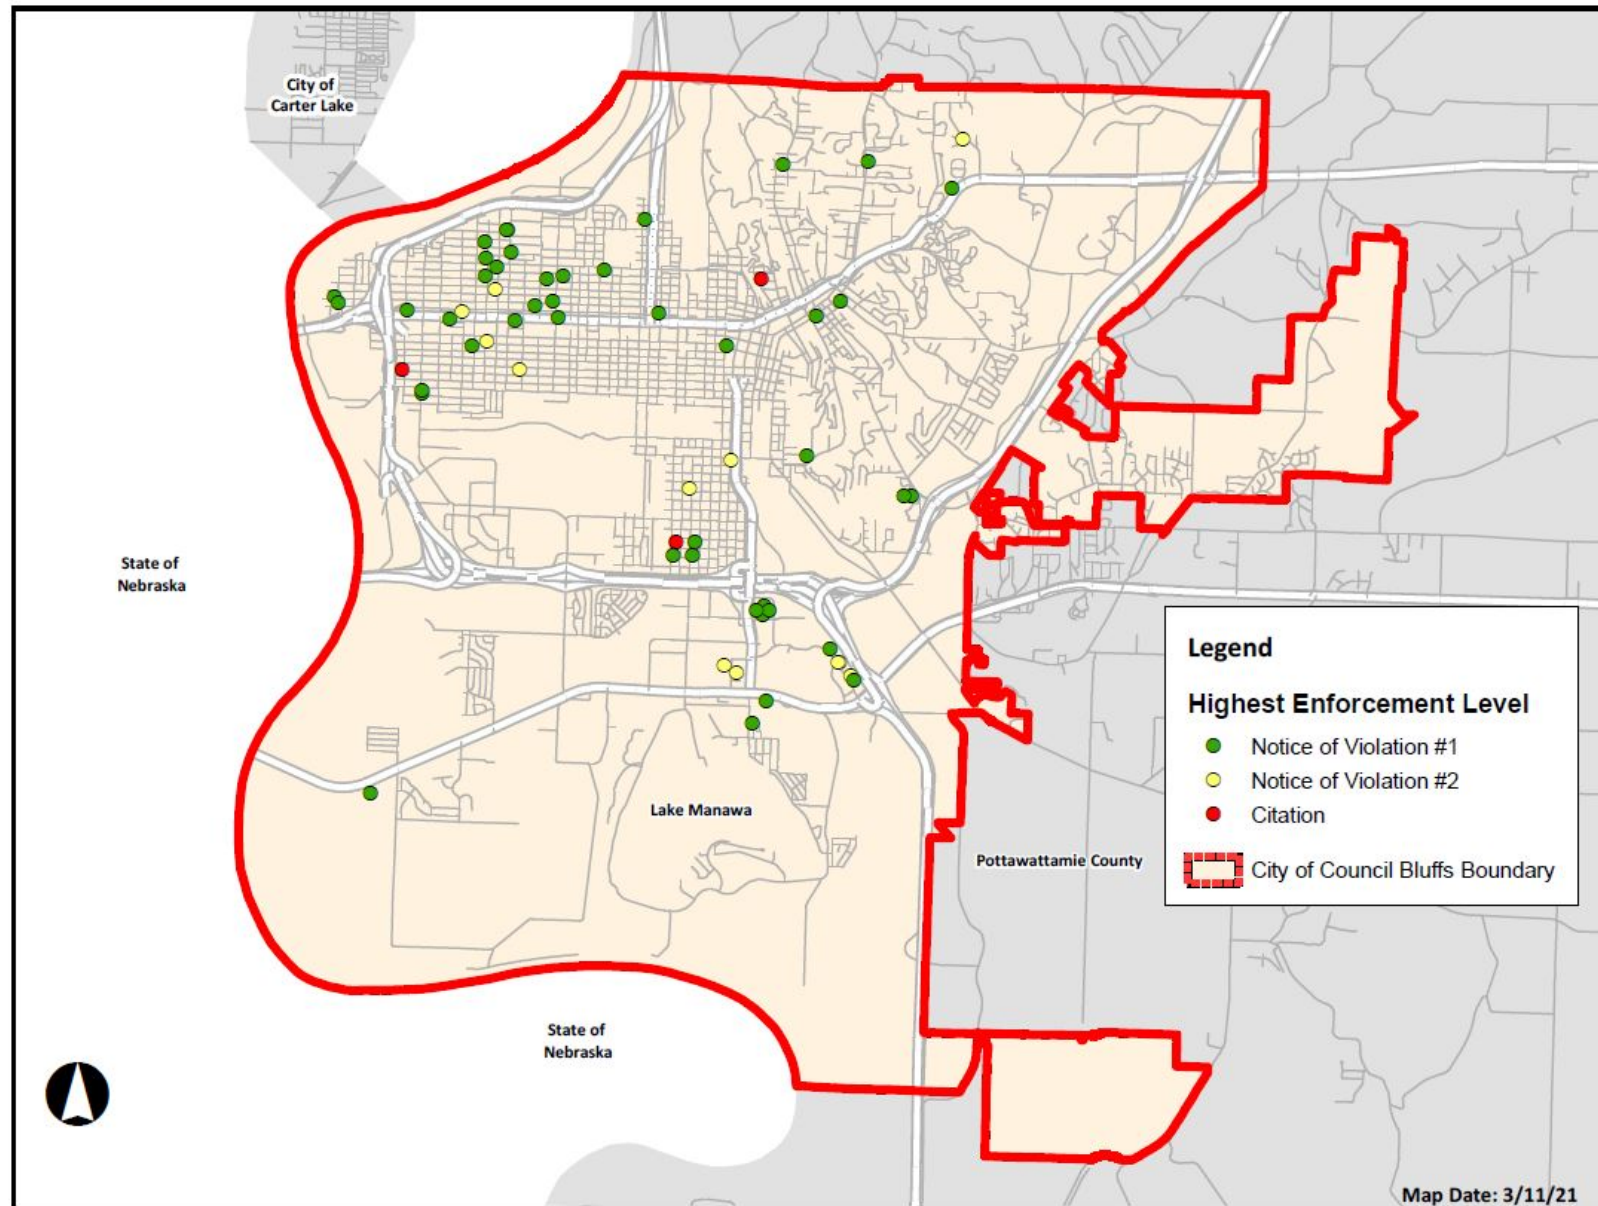 City of
Carter Lake
State of
Nebraska
Legend
Highest Enforcement Level
Notice of Violation #1
Notice of Violation #2
Citation
City of Council Bluffs Boundary
Lake Manawa
Pottawattamie County
State of
Nebraska
Map Date: 3/11/21